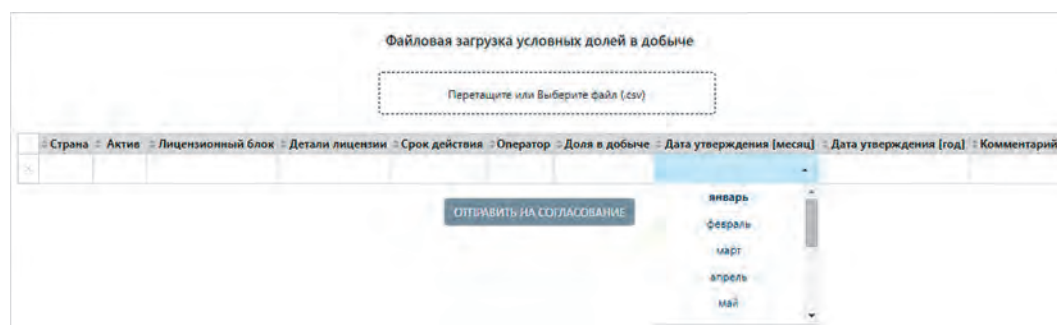 Файловая загрузка условных долей в добыче
Перетащите или Выберите файл (.csv)
Страна Актив Лицензионный блок Детали лицензии Срок действия Оператор Доля в добыче Дата утверждения [месяц] Дата утверждения [год] Комментарий
ОТПРАВИТЬ НА СОГЛАСОВАНИЕ
январь
февраль
март
апрель
май